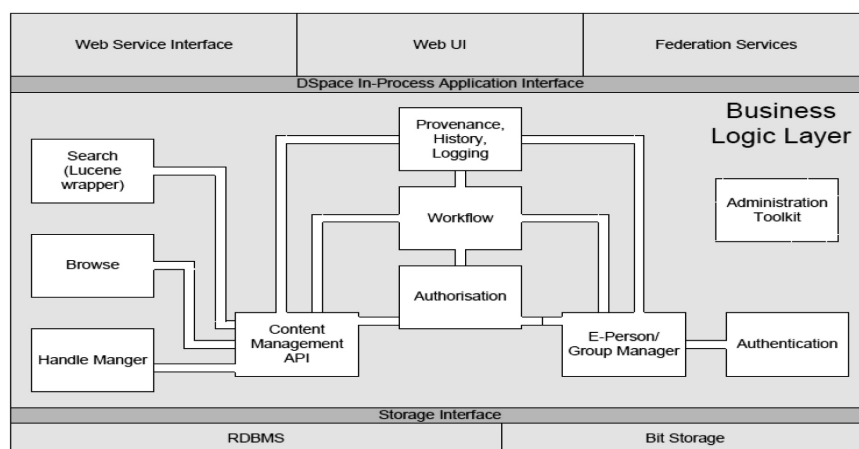 Web Service Interface
Web UI
Federation Services
DSpace In-Process Application Interface
Business
Logic Layer
Provenance,
History,
Logging
Search
(Lucene
wrapper)
Workflow
Administration
Toolkit
Browse
Authorisation
Content
Management
API
E-Person/
Group Manager
Authentication
Handle Manger
Storage Interface
RDBMS
Bit Storage